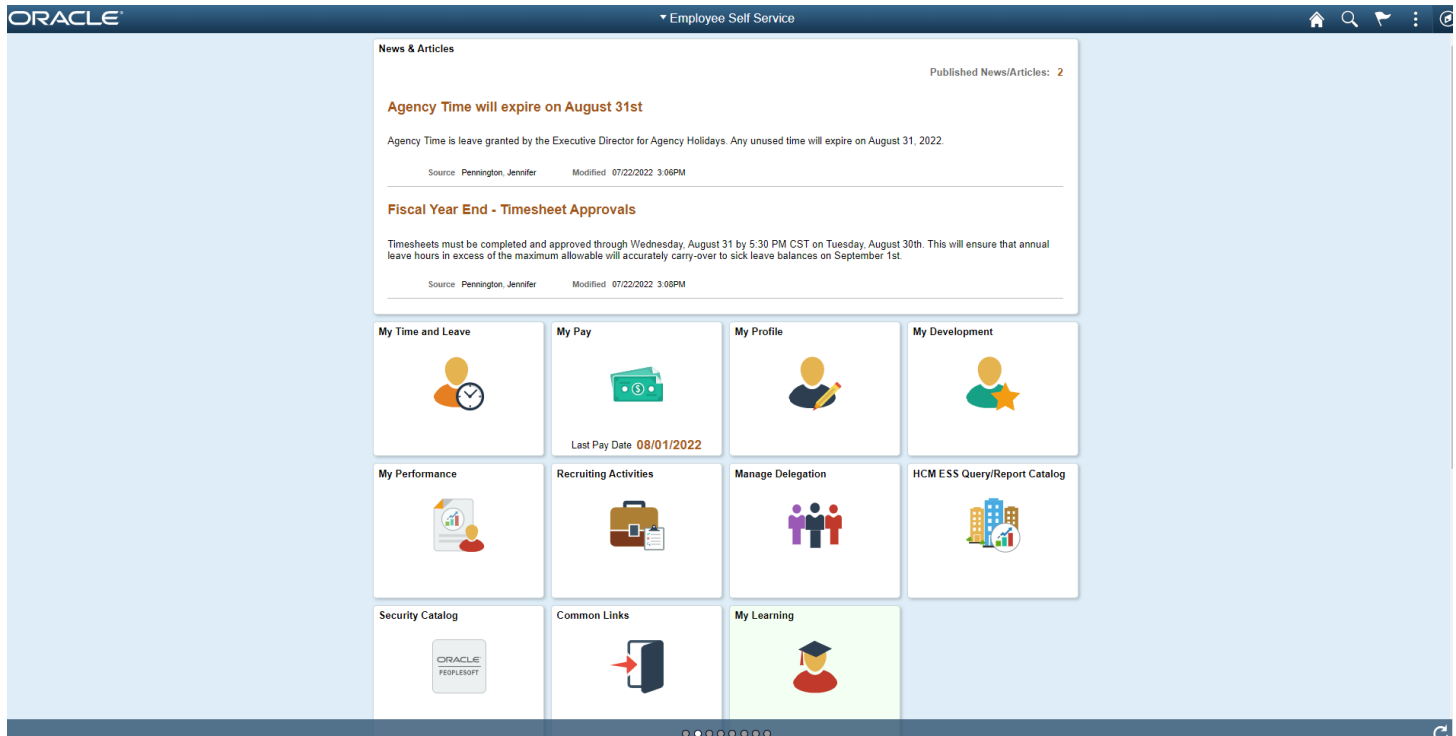 ORACLE
Employee Self Service
News & Articles
Published News/Articles: 2
Agency Time will expire on August 31st
Agency Time is leave granted by the Executive Director for Agency Holidays. Any unused time will expire on August 31, 2022.
Source Pennington, Jennifer Modified 07/22/2022 3:06PM
Fiscal Year End - Timesheet Approvals
Timesheets must be completed and approved through Wednesday, August 31 by 5:30 PM CST on Tuesday, August 30th. This will ensure that annual
leave hours in excess of the maximum allowable will accurately carry-over to sick leave balances on September 1st.
Source Pennington, Jennifer Modified 07/22/2022 3:08PM
My Time and Leave
My Pay
Last Pay Date 08/01/2022
My Profile
My Development
My Performance
Recruiting Activities
Manage Delegation
HCM ESS Query/Report Catalog
Security Catalog
ORACLE
PEOPLESOFT
Common Links
My Learning